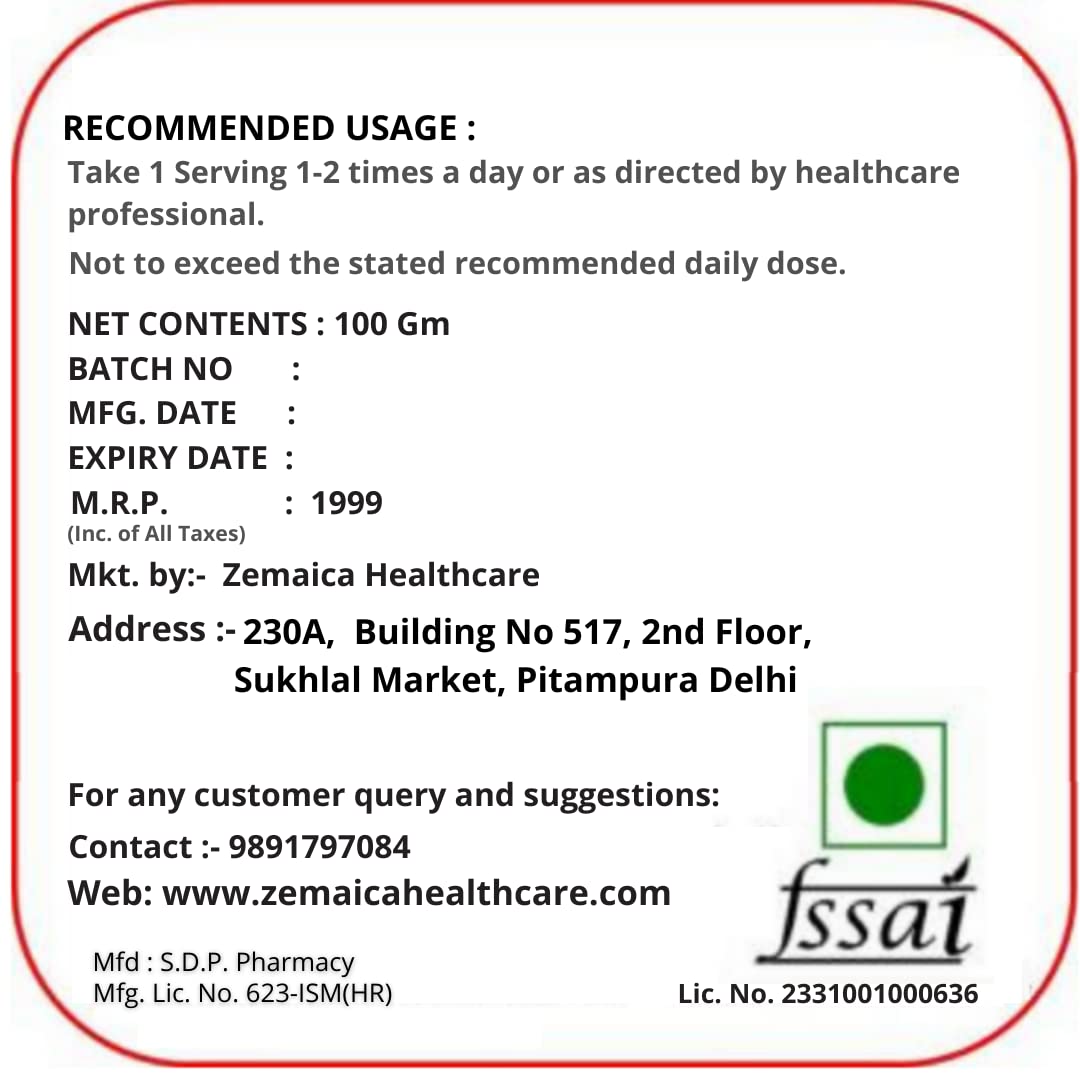 RECOMMENDED USAGE :
Take 1 Serving 1-2 times a day or as directed by healthcare
professional.
Not to exceed the stated recommended daily dose.
NET CONTENTS : 100 Gm
BATCH NO :
MFG. DATE :
EXPIRY DATE :
M.R.P. : 1999
(Inc. of All Taxes)
Mkt. by:- Zemaica Healthcare
Address :- 230A, Building No 517, 2nd Floor,
Sukhlal Market, Pitampura Delhi
For any customer query and suggestions:
Contact :- 9891797084
Web: www.zemaicahealthcare.com
fssai
Mfd : S.D.P. Pharmacy
Mfg. Lic. No. 623-ISM(HR)
Lic. No. 2331001000636